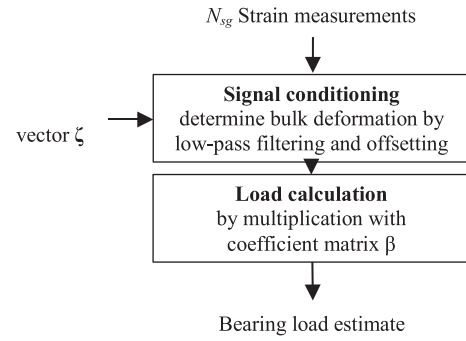 N_sg Strain measurements
Signal conditioning
determine bulk deformation by
low-pass filtering and offsetting
vector ζ
Load calculation
by multiplication with
coefficient matrix β
Bearing load estimate